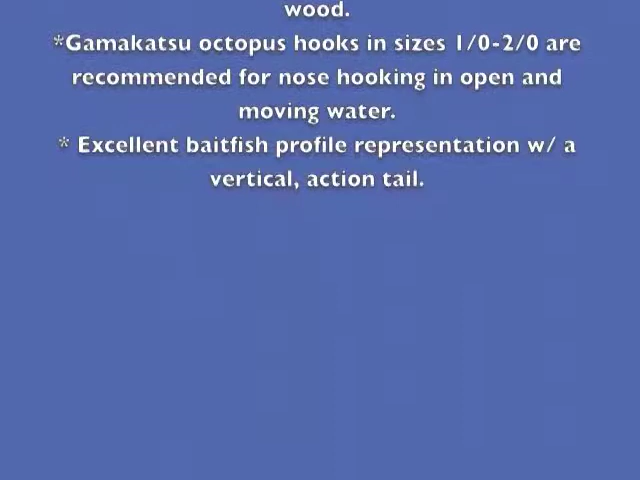 wood.
*Gamakatsu octopus hooks in sizes 1/0-2/0 are
recommended for nose hooking in open and
moving water.
* Excellent baitfish profile representation w/ a
vertical, action tail.